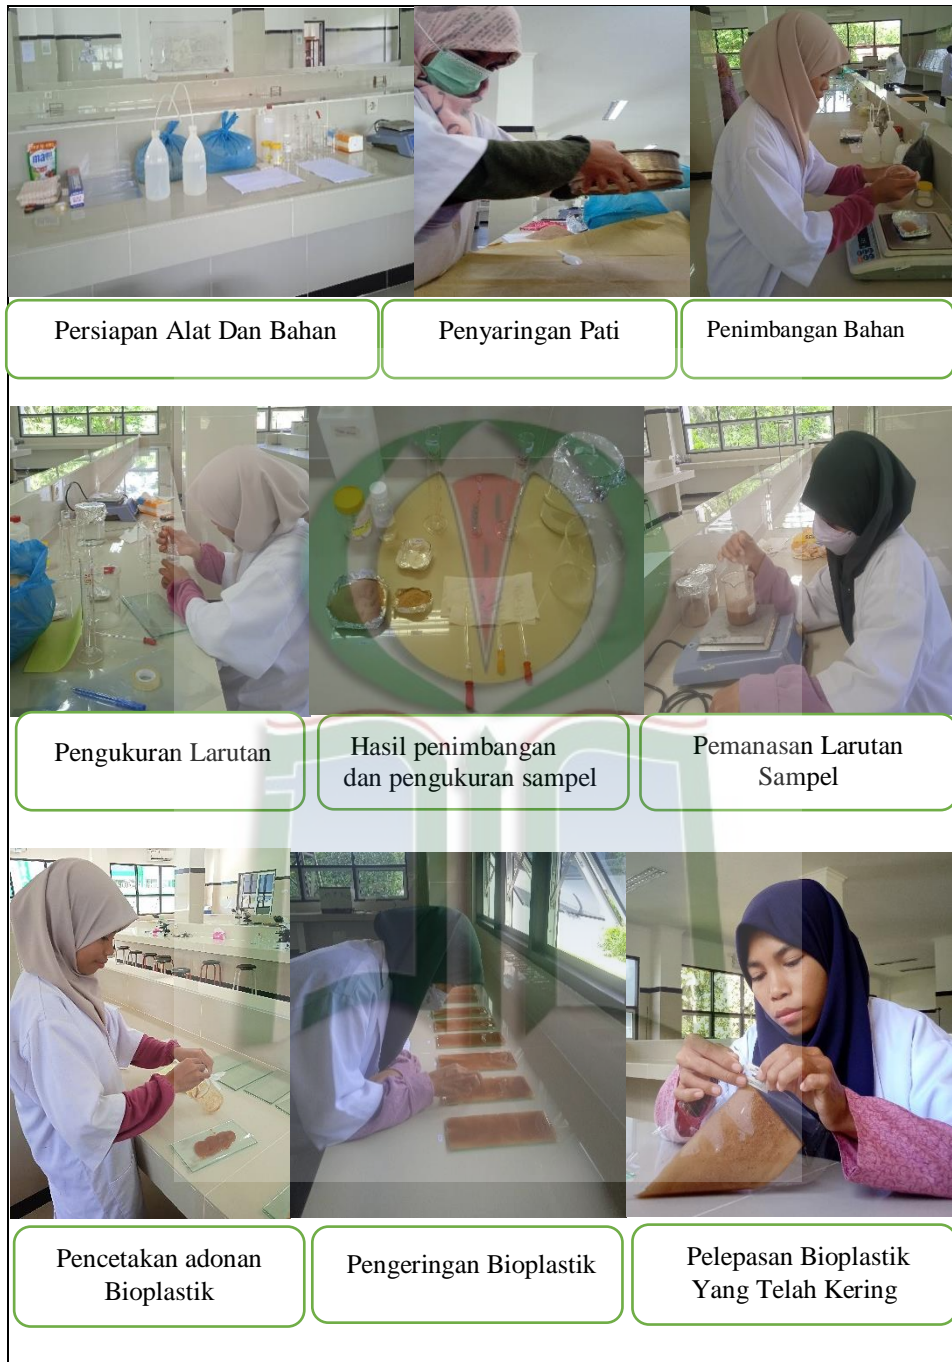 Persiapan Alat Dan Bahan
Penyaringan Pati
Penimbangan Bahan
Pengukuran Larutan
Hasil penimbangan
dan pengukuran sampel
Pemanasan Larutan
Sampel
Pencetakan adonan
Bioplastik
Pengeringan Bioplastik
Pelepasan Bioplastik
Yang Telah Kering